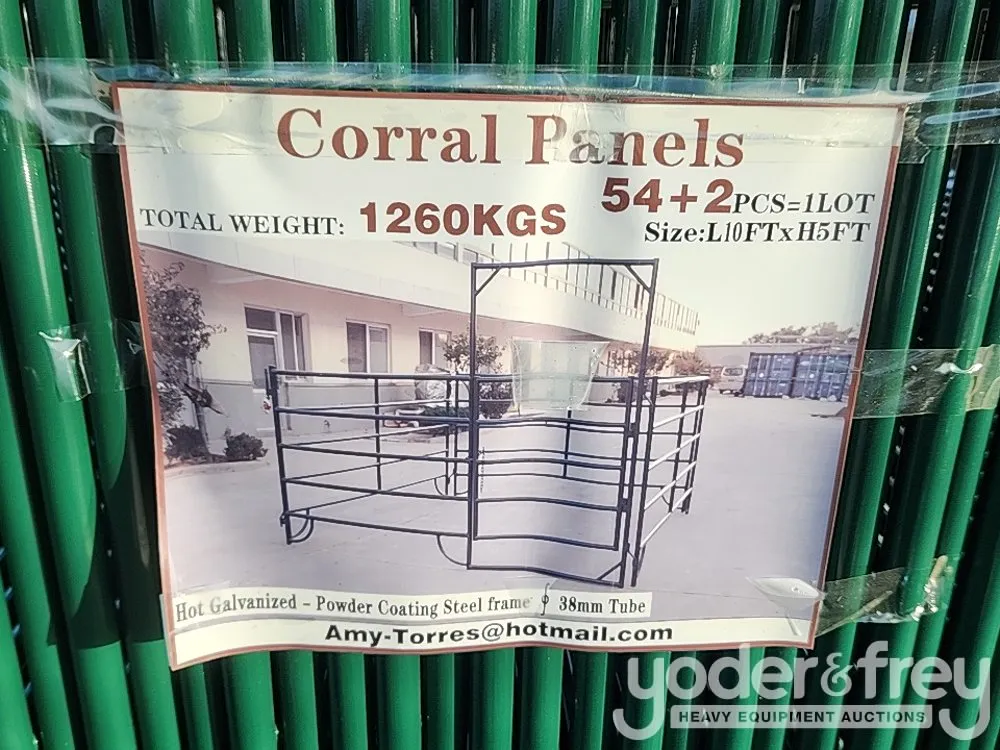 Corral Panels
54+2PCS=1LOT
TOTAL WEIGHT: 1260KGS
Size:L10FTxH5FT
Hot Galvanized - Powder Coating Steel frame ∮ 38mm Tube
Amy-Torres@hotmail.com
yoder&frey
HEAVY EQUIPMENT AUCTIONS